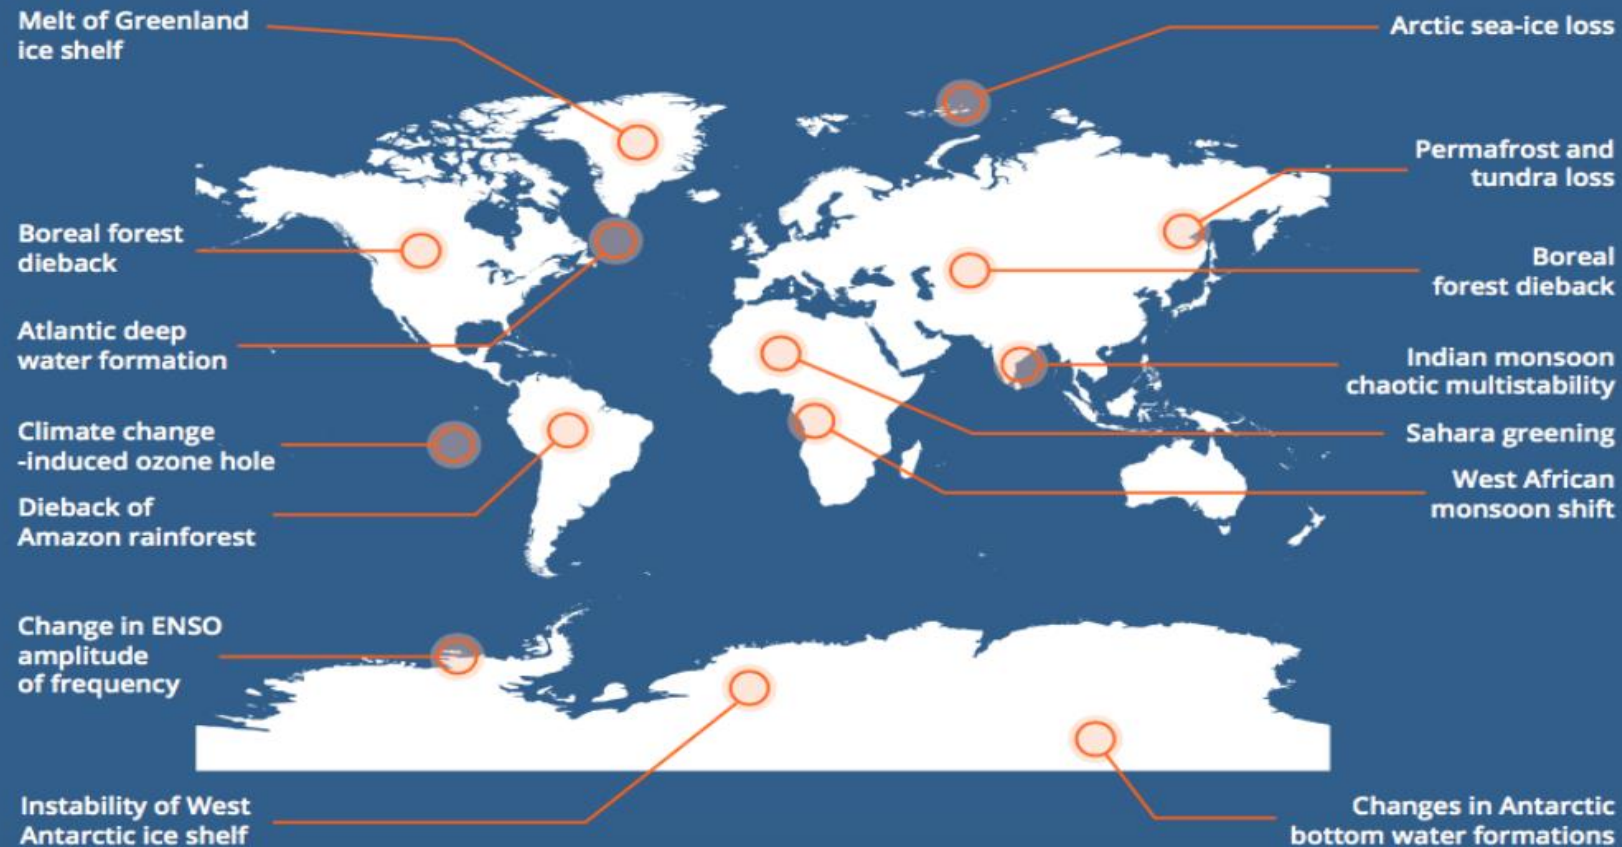 Melt of Greenland
ice shelf
Arctic sea-ice loss
Permafrost and
tundra loss
Boreal forest
dieback
Boreal
forest dieback
Atlantic deep
water formation
Indian monsoon
chaotic multistability
Climate change
-induced ozone hole
Sahara greening
West African
monsoon shift
Dieback of
Amazon rainforest
Change in ENSO
amplitude
of frequency
Instability of West
Antarctic ice shelf
Changes in Antarctic
bottom water formations